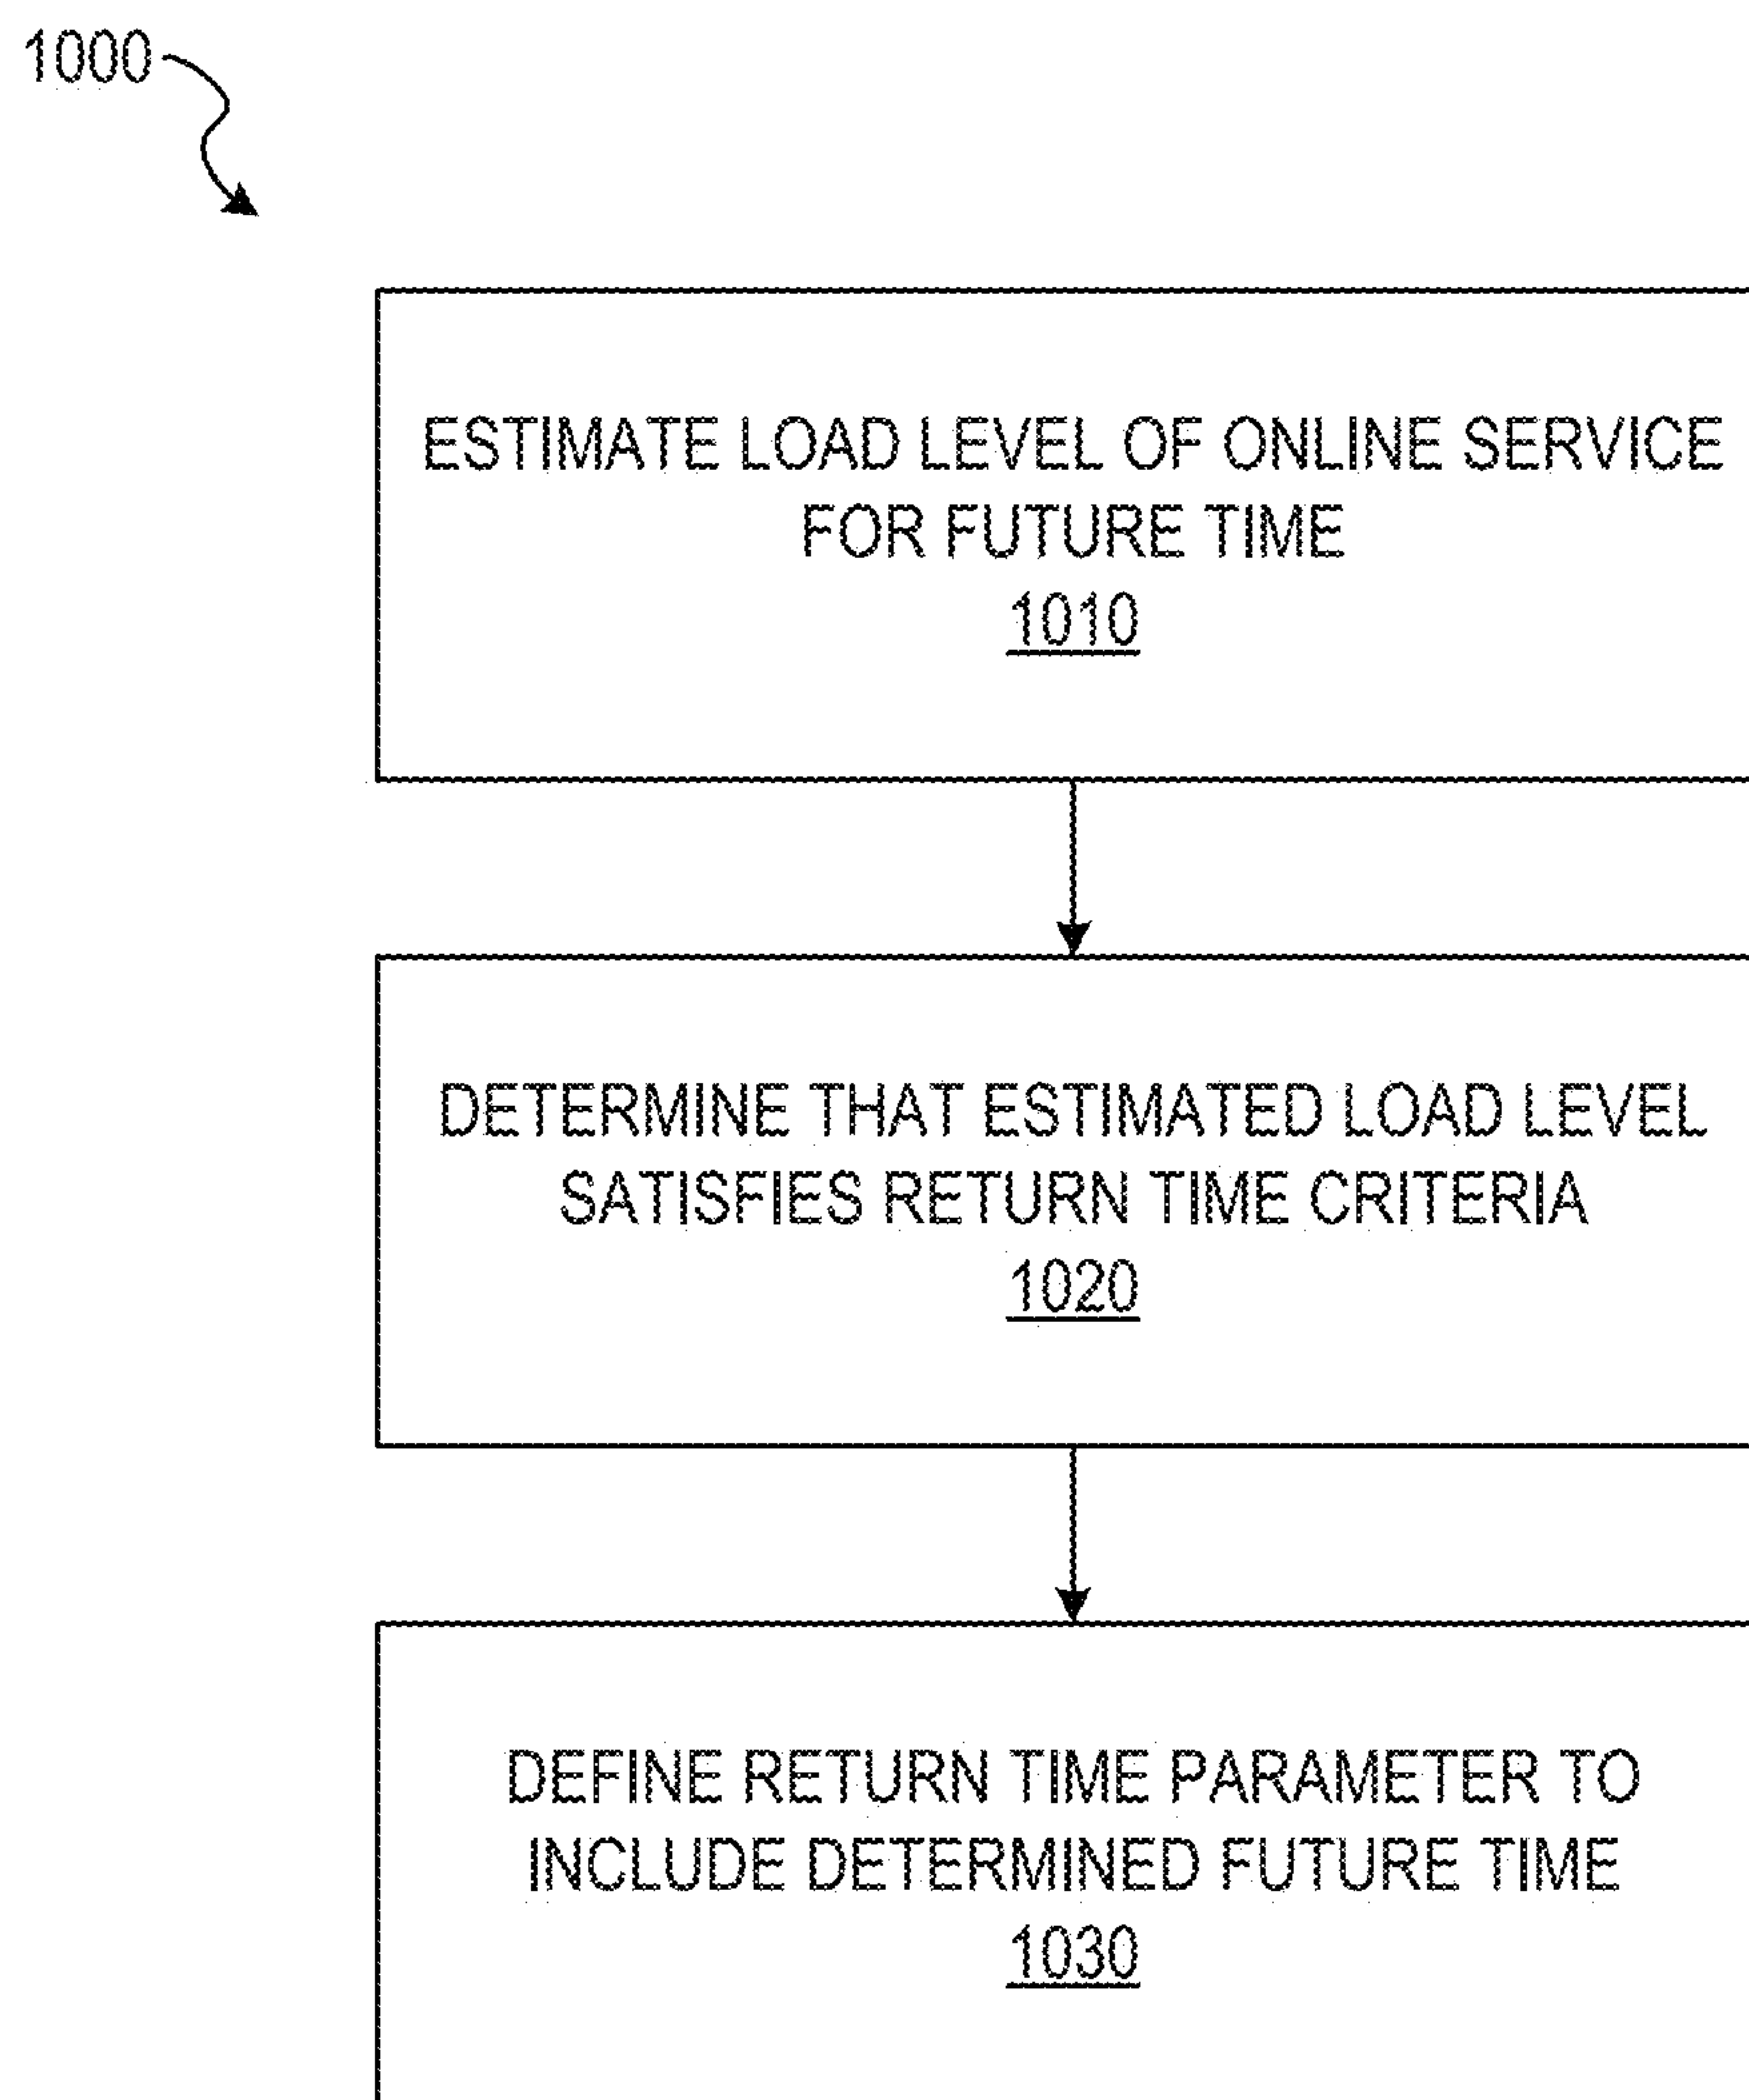 1000
ESTIMATE LOAD LEVEL OF ONLINE SERVICE
FOR FUTURE TIME
1010
DETERMINE THAT ESTIMATED LOAD LEVEL
SATISFIES RETURN TIME CRITERIA
1020
DEFINE RETURN TIME PARAMETER TO
INCLUDE DETERMINED FUTURE TIME
1030